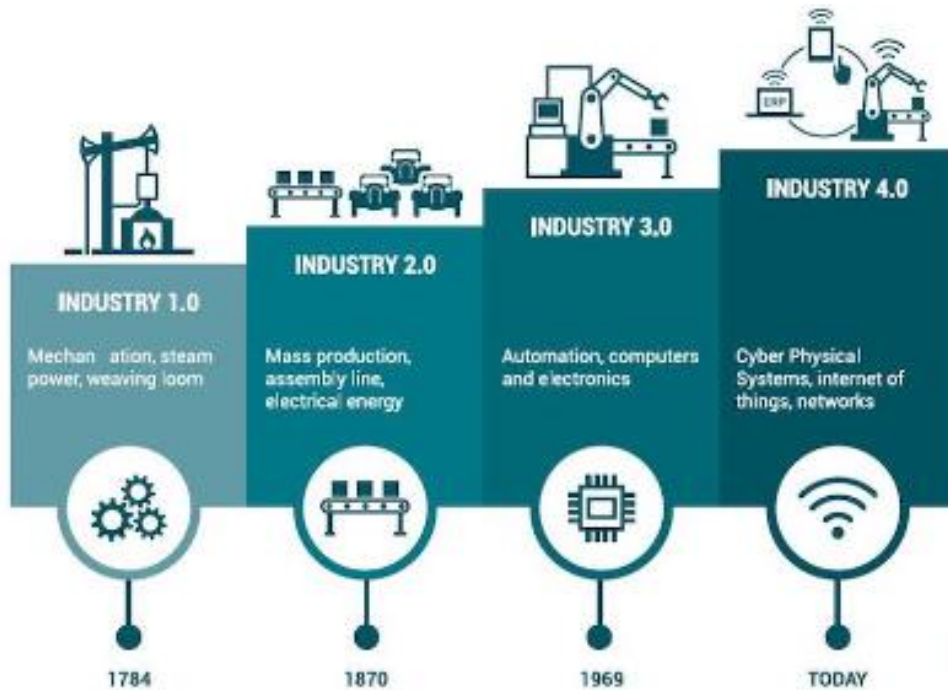 ERP
INDUSTRY 1.0
Mechan ation, steam
power, weaving loom
INDUSTRY 2.0
Mass production,
assembly line,
electrical energy
INDUSTRY 3.0
Automation, computers
and electronics
INDUSTRY 4.0
Cyber Physical
Systems, internet of
things, networks
1784
1870
1969
TODAY